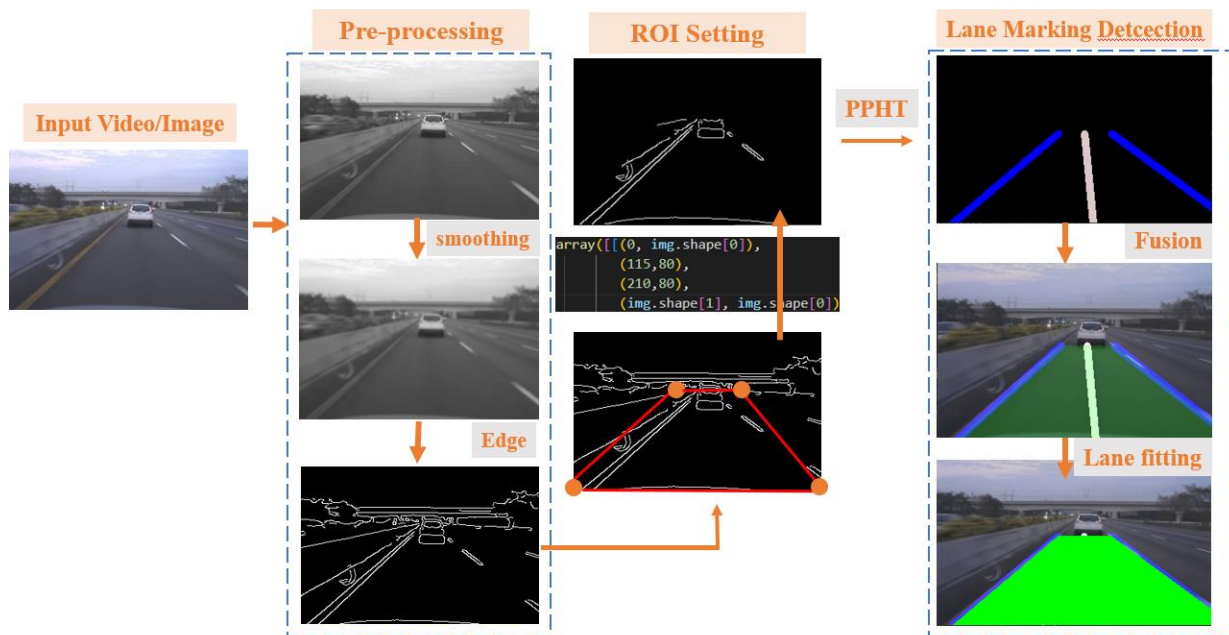 Input Video/Image
Pre-processing
smoothing
Edge
ROI Setting
array([[(0, img.shape[0]),
(115,80),
(210,80),
(img.shape[1], img.shape[0])
PPHT
Lane Marking Detcection
Fusion
Lane fitting